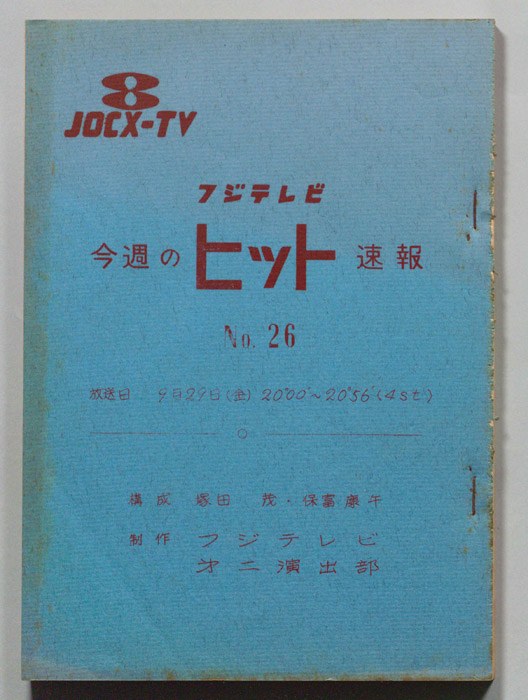 8
JOCX-TV
フジテレビ
今週の ヒット 速報
No. 26
放送日 9月29日(金) 20°00'~20°56'(4st)
構成 塚田 茂・保富康午
制作 フジテレビ
才二演出部